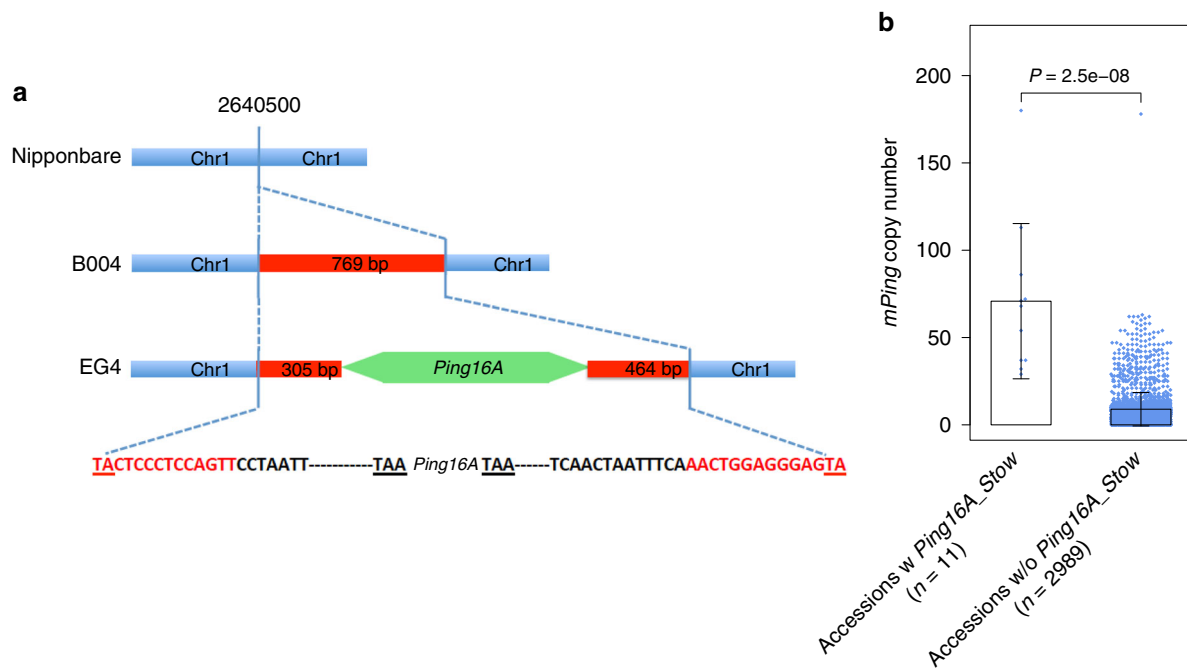 a
2640500
Nipponbare
Chr1 Chr1
B004
Chr1 769 bp Chr1
EG4
Chr1 305 bp Ping16A 464 bp Chr1
TACTCCCTCCAGTTCCTAATT-----------TAA Ping16A TAA------TCAACTAATTTCAAACTGGAGGGAGTA
b
P = 2.5e−08
mPing copy number
200
150
100
50
0
Accessions w Ping16A_Stow
(n = 11)
Accessions w/o Ping16A_Stow
(n = 2989)